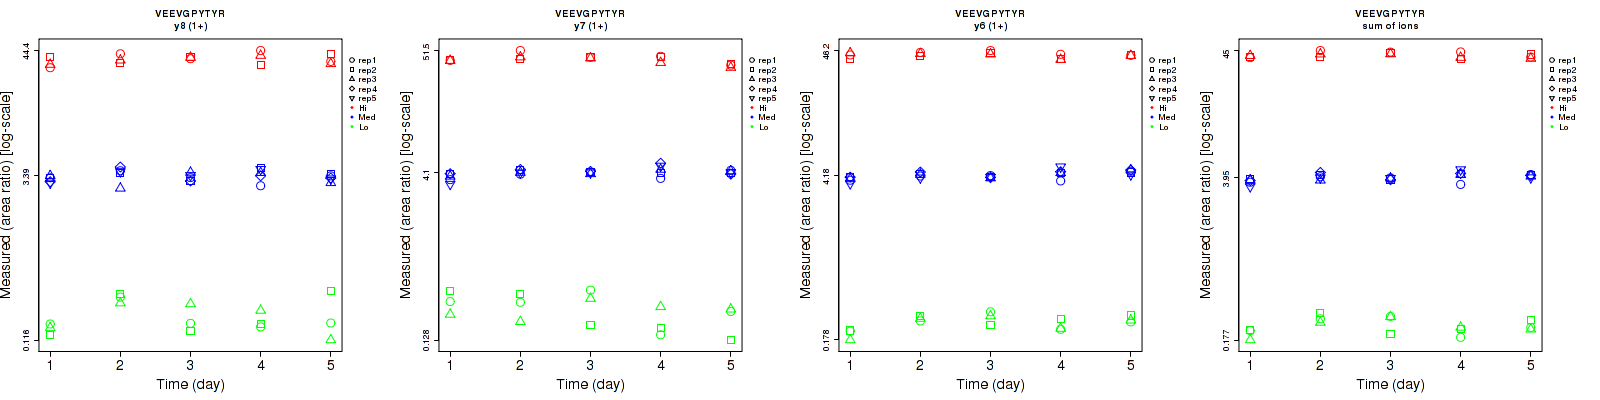 VEEVGPYTYR
y8 (1+)
Measured (area ratio) [log-scale]
44.4
3.39
0.116
1 2 3 4 5
Time (day)
rep1
rep2
rep3
rep4
rep5
Hi
Med
Lo
VEEVGPYTYR
y7 (1+)
Measured (area ratio) [log-scale]
51.5
4.1
0.128
1 2 3 4 5
Time (day)
rep1
rep2
rep3
rep4
rep5
Hi
Med
Lo
VEEVGPYTYR
y6 (1+)
Measured (area ratio) [log-scale]
46.2
4.18
0.178
1 2 3 4 5
Time (day)
rep1
rep2
rep3
rep4
rep5
Hi
Med
Lo
VEEVGPYTYR
sum of ions
Measured (area ratio) [log-scale]
45
3.95
0.177
1 2 3 4 5
Time (day)
rep1
rep2
rep3
rep4
rep5
Hi
Med
Lo